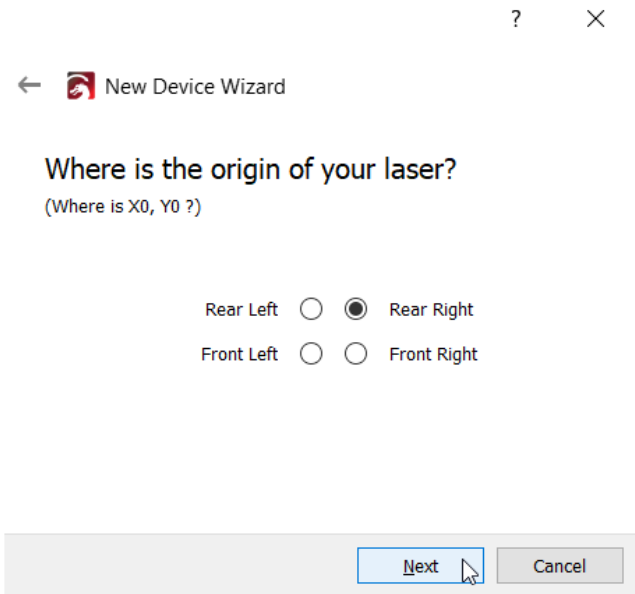 ?
New Device Wizard
Where is the origin of your laser?
(Where is X0, Y0 ?)
Rear Left Rear Right
Front Left Front Right
Next Cancel